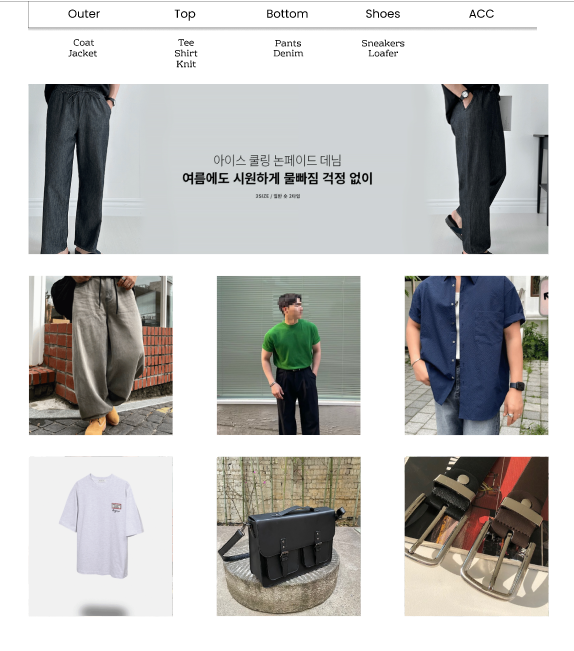 Outer Top Bottom Shoes ACC
Coat Tee Pants Sneakers
Jacket Shirt Denim Loafer
Knit
아이스 쿨링 논페이드 데님
여름에도 시원하게 물빠짐 걱정 없이